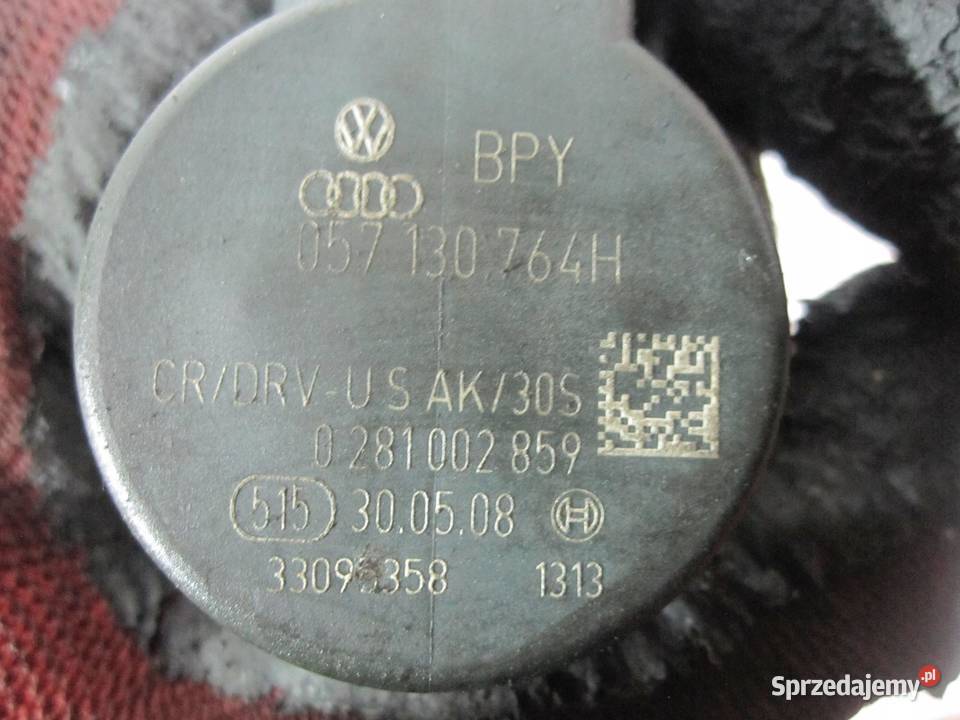 BPY
057 130 764H
CR/DRV-U S AK/30S
0 281 002 859
515 30.05.08
1313
Sprzedajemy.pl